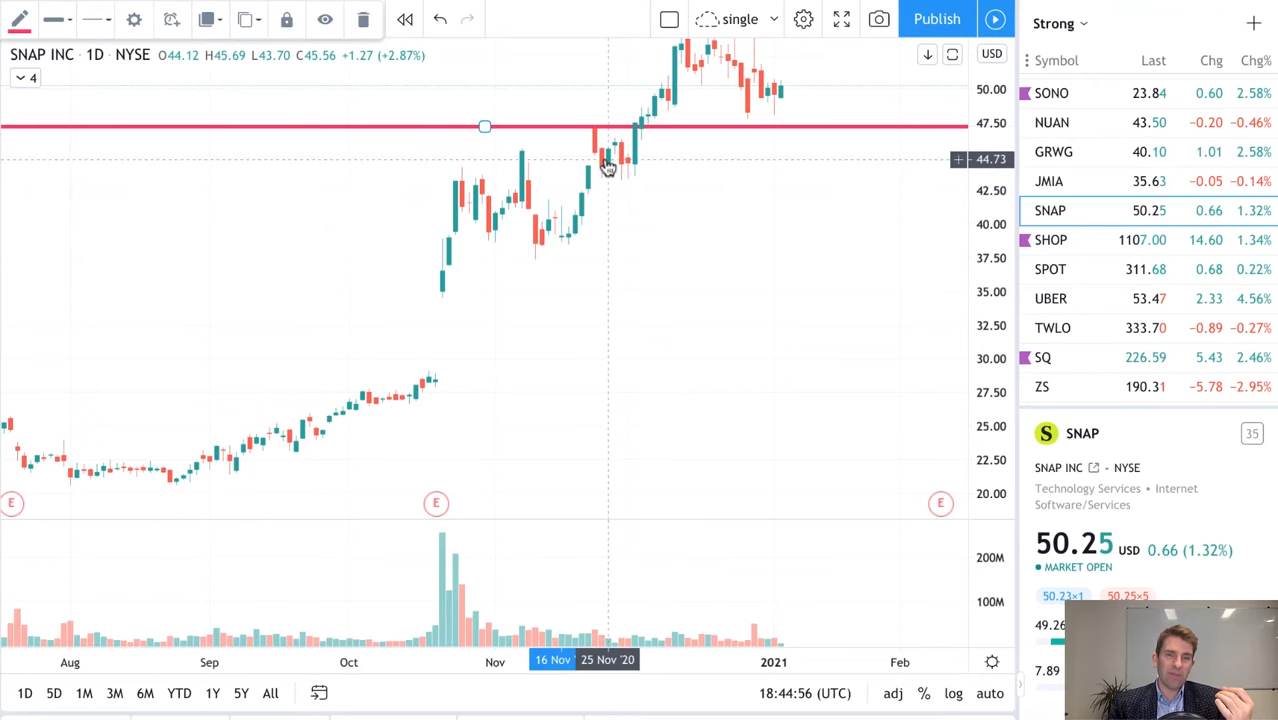 single
Publish
SNAP INC · 1D · NYSE O44.12 H45.69 L43.70 C45.56 +1.27 (+2.87%)
4
USD
50.00
47.50
44.73
42.50
40.00
37.50
35.00
32.50
30.00
27.50
25.00
22.50
20.00
E E E
200M
100M
Aug Sep Oct Nov 16 Nov 25 Nov '20 2021 Feb
1D 5D 1M 3M 6M YTD 1Y 5Y All 18:44:56 (UTC) adj % log auto
Strong
Symbol Last Chg Chg%
SONO 23.84 0.60 2.58%
NUAN 43.50 −0.20 −0.46%
GRWG 40.10 1.01 2.58%
JMIA 35.63 −0.05 −0.14%
SNAP 50.25 0.66 1.32%
SHOP 1107.00 14.60 1.34%
SPOT 311.68 0.68 0.22%
UBER 53.47 2.33 4.56%
TWLO 333.70 −0.89 −0.27%
SQ 226.59 5.43 2.46%
ZS 190.31 −5.78 −2.95%
S SNAP 35
SNAP INC · NYSE
Technology Services · Internet
Software/Services
50.25 USD 0.66 (1.32%)
MARKET OPEN
50.23×1 50.25×5
49.26
7.89